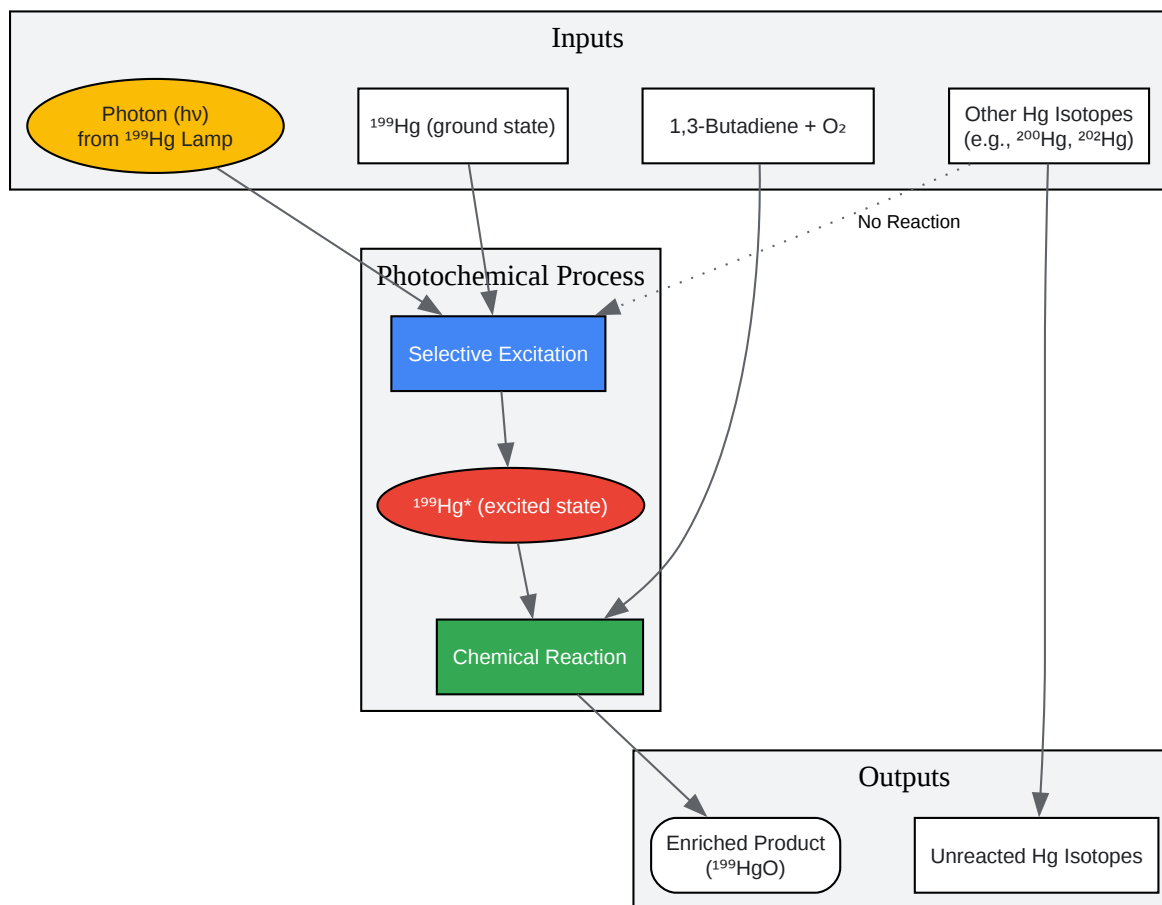 Inputs
Photon (hν)
from ¹⁹⁹Hg Lamp
¹⁹⁹Hg (ground state)
1,3-Butadiene + O₂
Other Hg Isotopes
(e.g., ²⁰⁰Hg, ²⁰²Hg)
No Reaction
Photochemical Process
Selective Excitation
¹⁹⁹Hg* (excited state)
Chemical Reaction
Outputs
Enriched Product
(¹⁹⁹HgO)
Unreacted Hg Isotopes